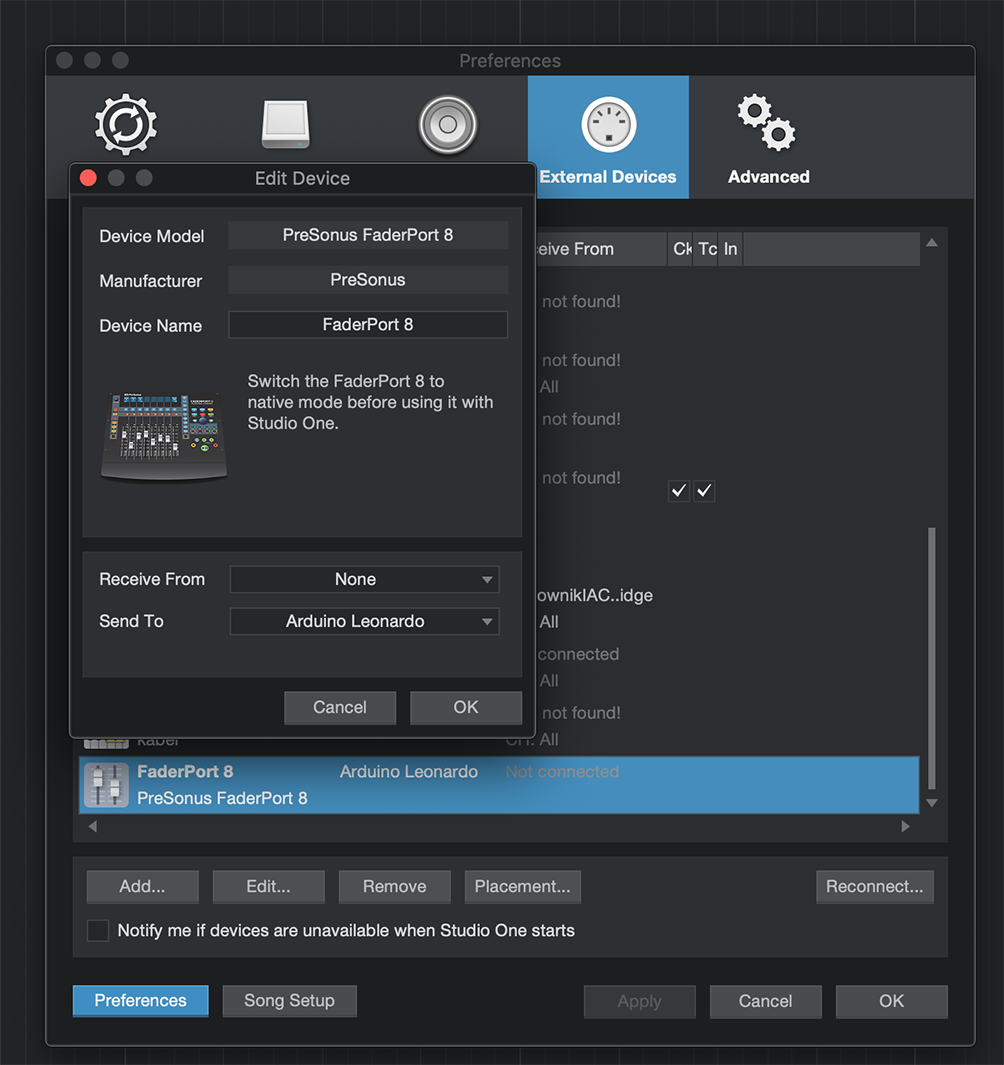 Preferences
External Devices
Advanced
Edit Device
Device Model
PreSonus FaderPort 8
Manufacturer
PreSonus
Device Name
FaderPort 8
Switch the FaderPort 8 to
native mode before using it with
Studio One.
Receive From
None
Send To
Arduino Leonardo
Cancel
OK
eive From
Ck
Tc
In
not found!
not found!
All
not found!
not found!
ownikIAC..idge
All
connected
All
not found!
All
FaderPort 8
Arduino Leonardo
Not connected
PreSonus FaderPort 8
Add...
Edit...
Remove
Placement...
Reconnect...
Notify me if devices are unavailable when Studio One starts
Preferences
Song Setup
Apply
Cancel
OK